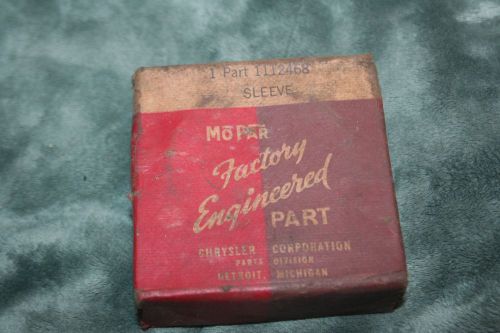 1 Part 1112468
SLEEVE
MOPAR
Factory
Engineered
PART
CHRYSLER CORPORATION
PARTS DIVISION
DETROIT, MICHIGAN